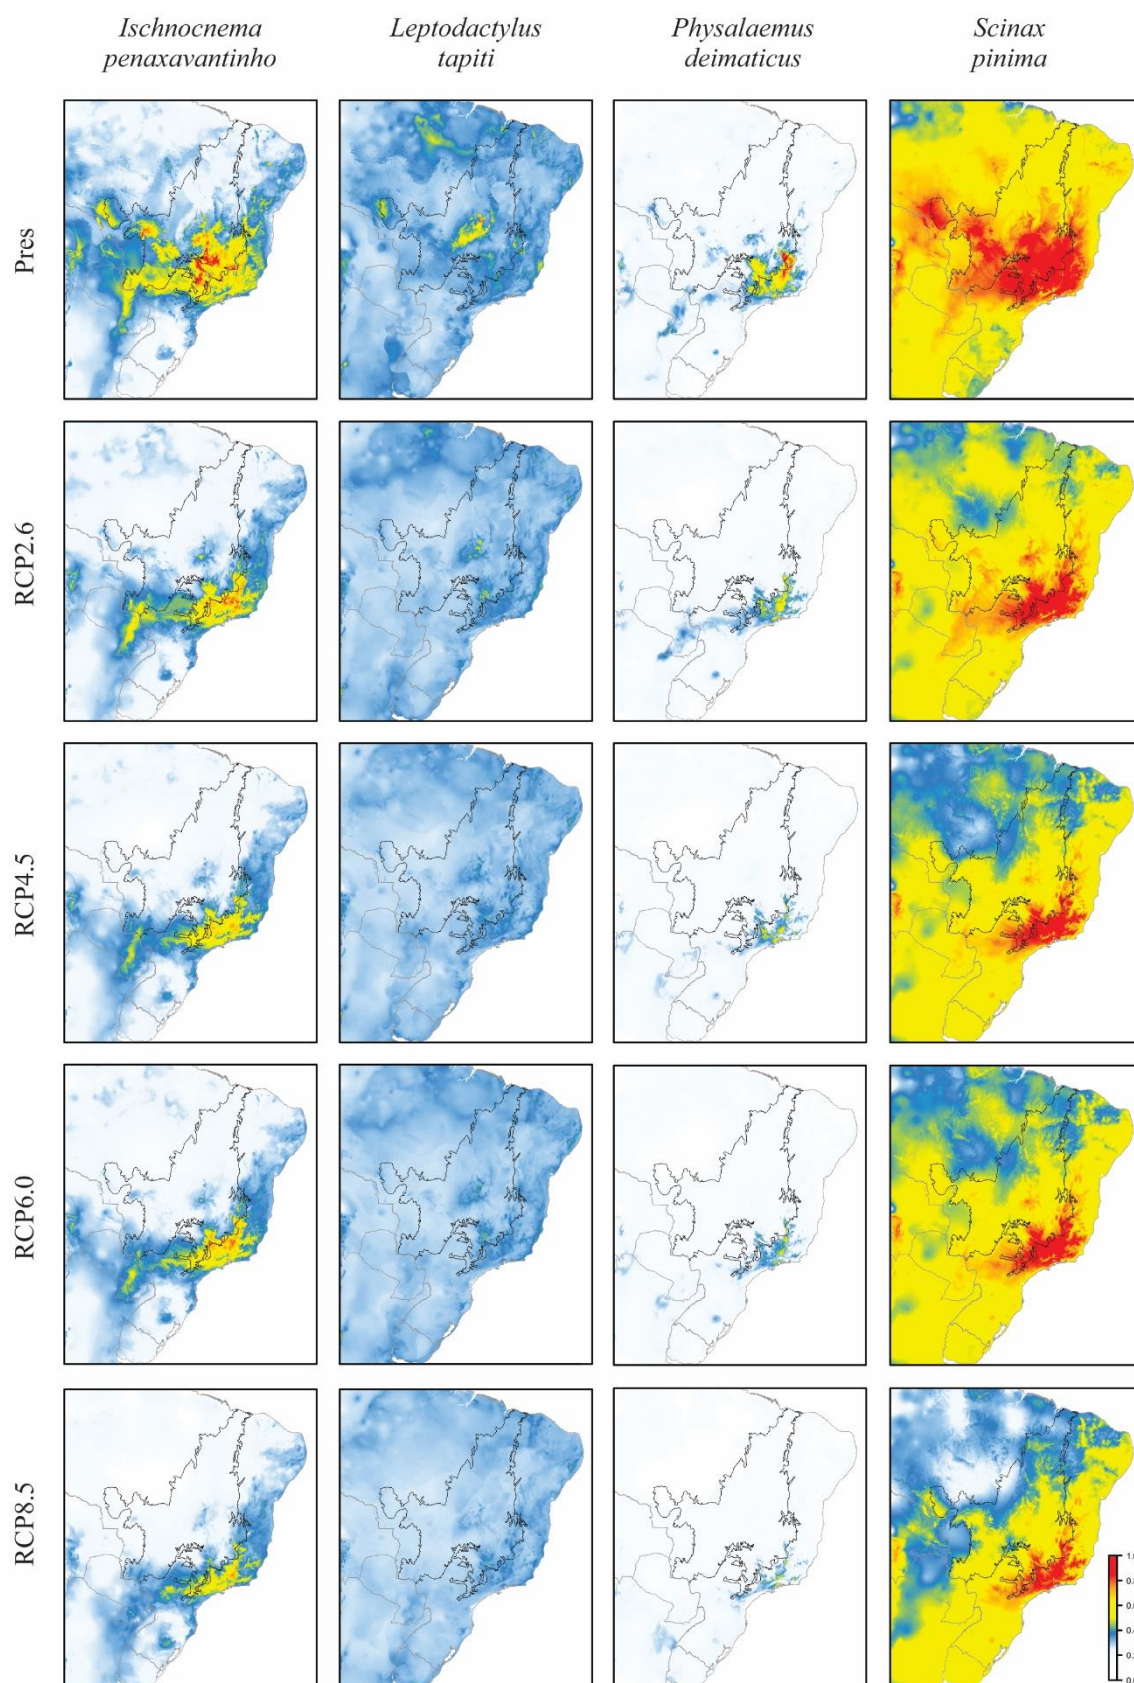 Ischnocnema
penaxavantinho
Leptodactylus
tapiti
Physalaemus
deimaticus
Scinax
pinima
Pres
RCP2.6
RCP4.5
RCP6.0
RCP8.5